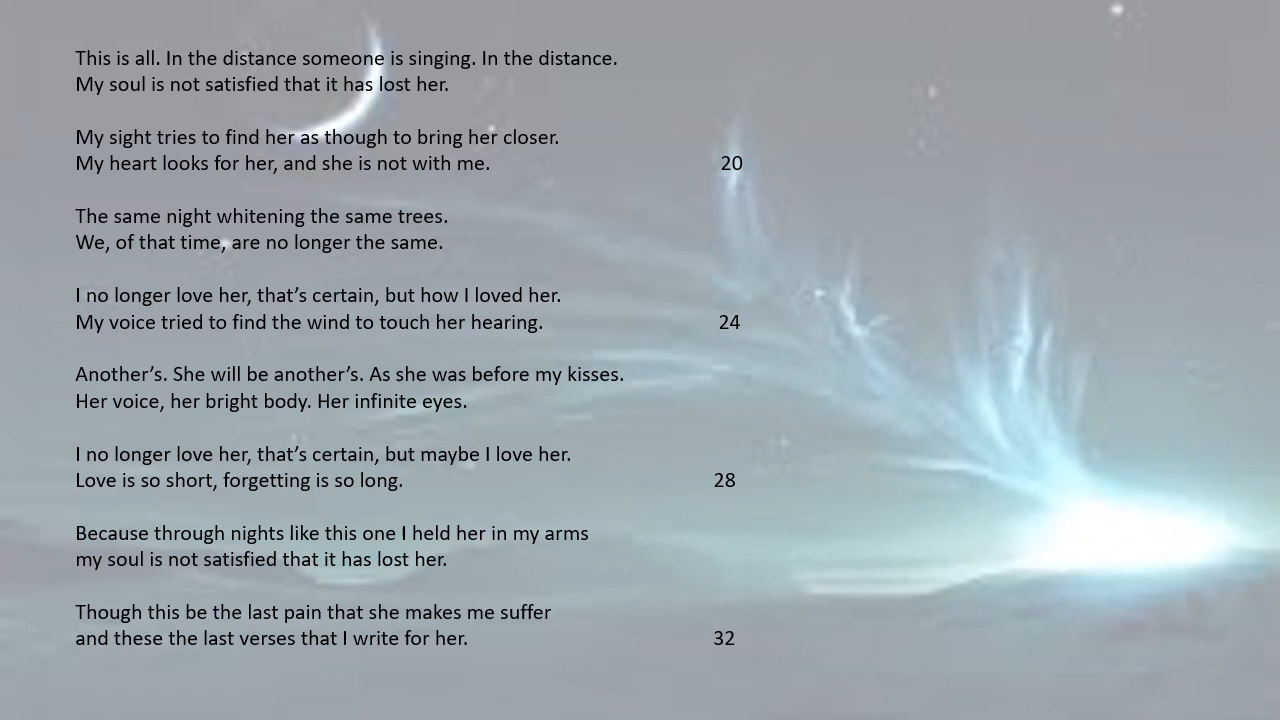 This is all. In the distance someone is singing. In the distance.
My soul is not satisfied that it has lost her.
My sight tries to find her as though to bring her closer.
My heart looks for her, and she is not with me. 20
The same night whitening the same trees.
We, of that time, are no longer the same.
I no longer love her, that’s certain, but how I loved her.
My voice tried to find the wind to touch her hearing. 24
Another’s. She will be another’s. As she was before my kisses.
Her voice, her bright body. Her infinite eyes.
I no longer love her, that’s certain, but maybe I love her.
Love is so short, forgetting is so long. 28
Because through nights like this one I held her in my arms
my soul is not satisfied that it has lost her.
Though this be the last pain that she makes me suffer
and these the last verses that I write for her. 32